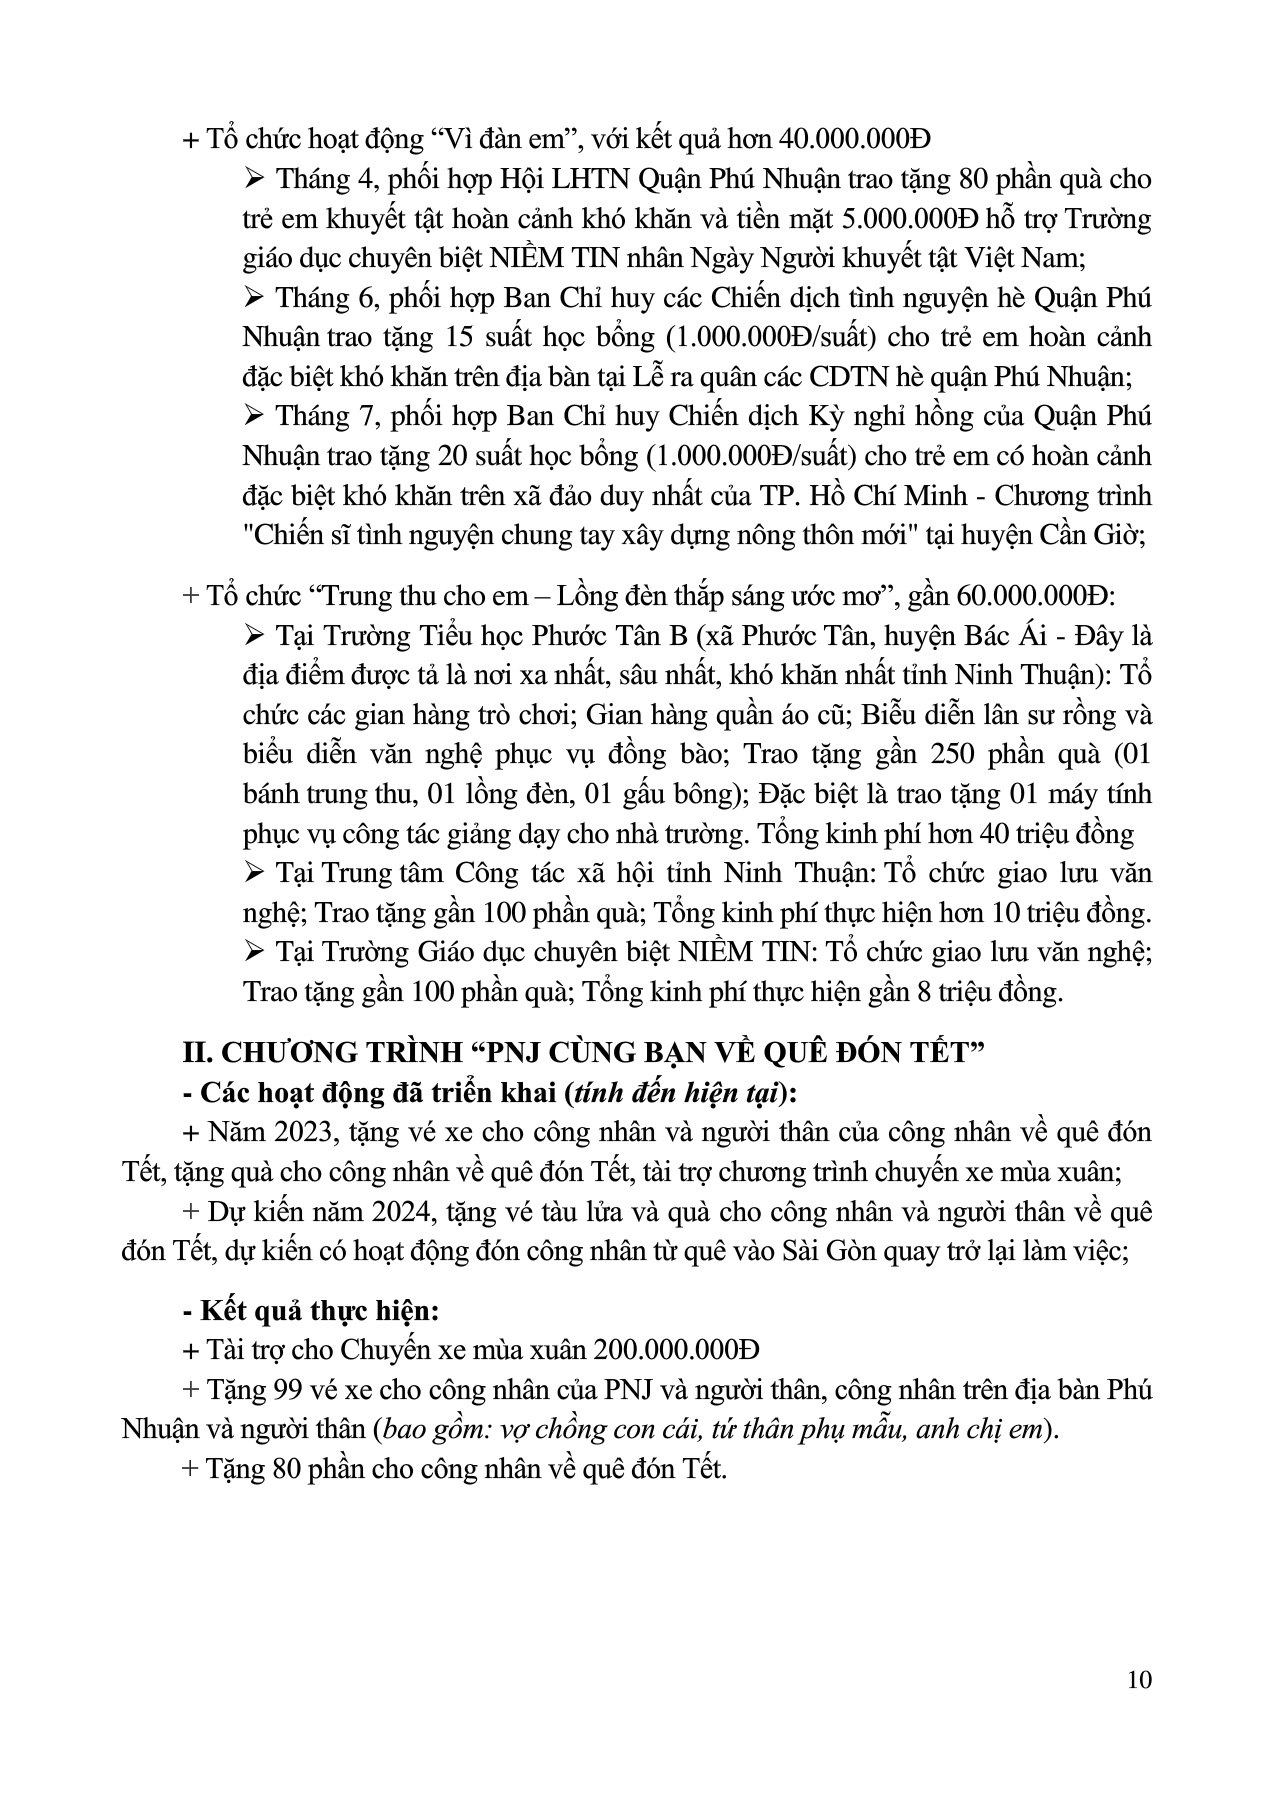 + Tổ chức hoạt động “Vì đàn em”, với kết quả hơn 40.000.000Đ
➢ Tháng 4, phối hợp Hội LHTN Quận Phú Nhuận trao tặng 80 phần quà cho
trẻ em khuyết tật hoàn cảnh khó khăn và tiền mặt 5.000.000Đ hỗ trợ Trường
giáo dục chuyên biệt NIỀM TIN nhân Ngày Người khuyết tật Việt Nam;
➢ Tháng 6, phối hợp Ban Chỉ huy các Chiến dịch tình nguyện hè Quận Phú
Nhuận trao tặng 15 suất học bổng (1.000.000Đ/suất) cho trẻ em hoàn cảnh
đặc biệt khó khăn trên địa bàn tại Lễ ra quân các CDTN hè quận Phú Nhuận;
➢ Tháng 7, phối hợp Ban Chỉ huy Chiến dịch Kỳ nghỉ hồng của Quận Phú
Nhuận trao tặng 20 suất học bổng (1.000.000Đ/suất) cho trẻ em có hoàn cảnh
đặc biệt khó khăn trên xã đảo duy nhất của TP. Hồ Chí Minh - Chương trình
"Chiến sĩ tình nguyện chung tay xây dựng nông thôn mới" tại huyện Cần Giờ;
+ Tổ chức “Trung thu cho em – Lồng đèn thắp sáng ước mơ”, gần 60.000.000Đ:
➢ Tại Trường Tiểu học Phước Tân B (xã Phước Tân, huyện Bác Ái - Đây là
địa điểm được tả là nơi xa nhất, sâu nhất, khó khăn nhất tỉnh Ninh Thuận): Tổ
chức các gian hàng trò chơi; Gian hàng quần áo cũ; Biễu diễn lân sư rồng và
biểu diễn văn nghệ phục vụ đồng bào; Trao tặng gần 250 phần quà (01
bánh trung thu, 01 lồng đèn, 01 gấu bông); Đặc biệt là trao tặng 01 máy tính
phục vụ công tác giảng dạy cho nhà trường. Tổng kinh phí hơn 40 triệu đồng
➢ Tại Trung tâm Công tác xã hội tỉnh Ninh Thuận: Tổ chức giao lưu văn
nghệ; Trao tặng gần 100 phần quà; Tổng kinh phí thực hiện hơn 10 triệu đồng.
➢ Tại Trường Giáo dục chuyên biệt NIỀM TIN: Tổ chức giao lưu văn nghệ;
Trao tặng gần 100 phần quà; Tổng kinh phí thực hiện gần 8 triệu đồng.
II. CHƯƠNG TRÌNH “PNJ CÙNG BẠN VỀ QUÊ ĐÓN TẾT”
- Các hoạt động đã triển khai (tính đến hiện tại):
+ Năm 2023, tặng vé xe cho công nhân và người thân của công nhân về quê đón
Tết, tặng quà cho công nhân về quê đón Tết, tài trợ chương trình chuyến xe mùa xuân;
+ Dự kiến năm 2024, tặng vé tàu lửa và quà cho công nhân và người thân về quê
đón Tết, dự kiến có hoạt động đón công nhân từ quê vào Sài Gòn quay trở lại làm việc;
- Kết quả thực hiện:
+ Tài trợ cho Chuyến xe mùa xuân 200.000.000Đ
+ Tặng 99 vé xe cho công nhân của PNJ và người thân, công nhân trên địa bàn Phú
Nhuận và người thân (bao gồm: vợ chồng con cái, tứ thân phụ mẫu, anh chị em).
+ Tặng 80 phần cho công nhân về quê đón Tết.
10